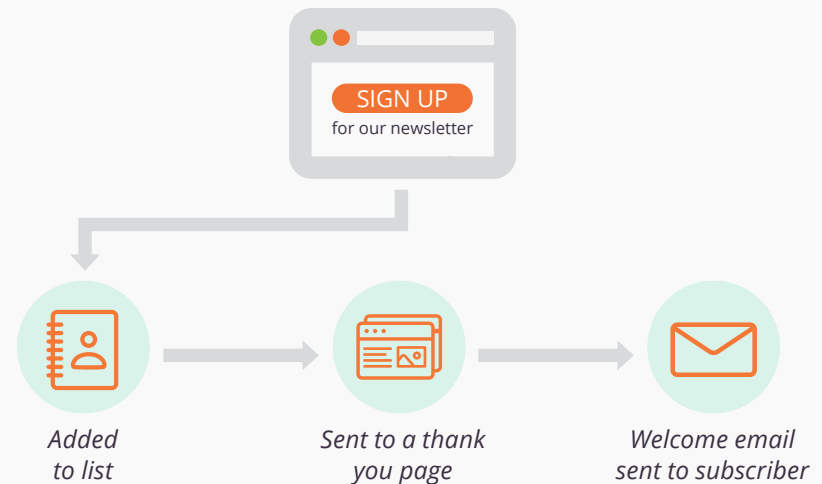 SIGN UP
for our newsletter
Added
to list
Sent to a thank
you page
Welcome email
sent to subscriber